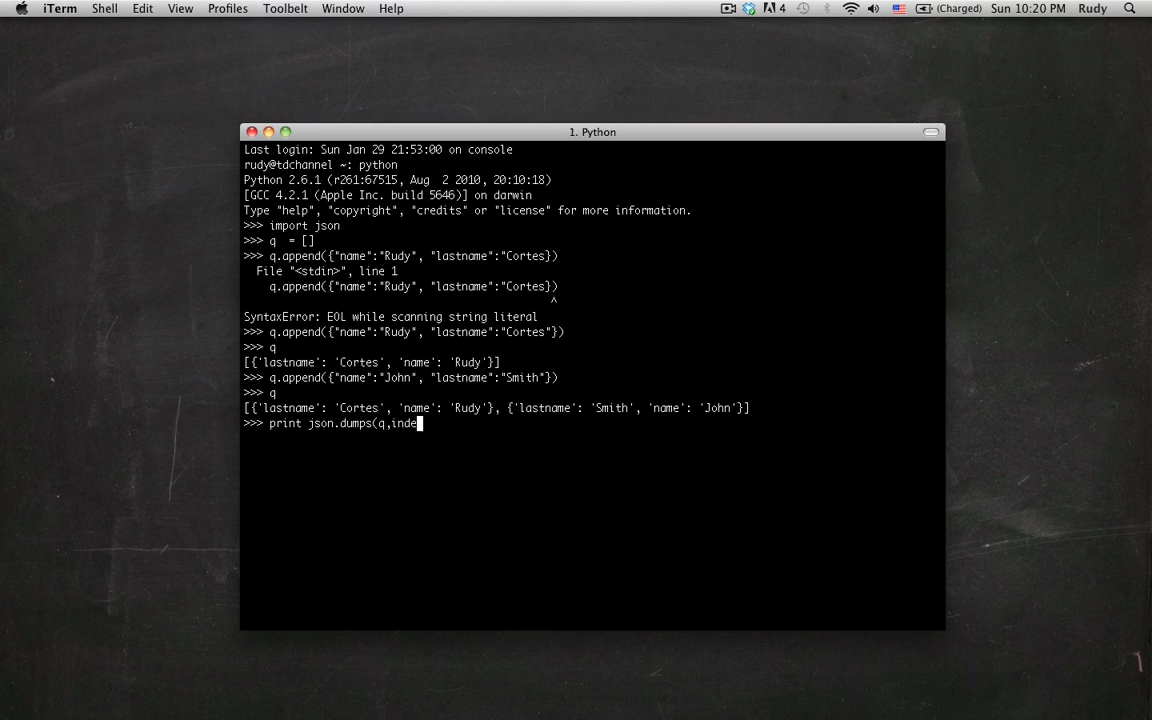 iTerm Shell Edit View Profiles Toolbelt Window Help 4 (Charged) Sun 10:20 PM Rudy
1. Python
Last login: Sun Jan 29 21:53:00 on console
rudy@tdchannel ~: python
Python 2.6.1 (r261:67515, Aug  2 2010, 20:10:18)
[GCC 4.2.1 (Apple Inc. build 5646)] on darwin
Type "help", "copyright", "credits" or "license" for more information.
>>> import json
>>> q  = []
>>> q.append({"name":"Rudy", "lastname":"Cortes})
  File "<stdin>", line 1
    q.append({"name":"Rudy", "lastname":"Cortes})
                                                 ^
SyntaxError: EOL while scanning string literal
>>> q.append({"name":"Rudy", "lastname":"Cortes"})
>>> q
[{'lastname': 'Cortes', 'name': 'Rudy'}]
>>> q.append({"name":"John", "lastname":"Smith"})
>>> q
[{'lastname': 'Cortes', 'name': 'Rudy'}, {'lastname': 'Smith', 'name': 'John'}]
>>> print json.dumps(q,inde